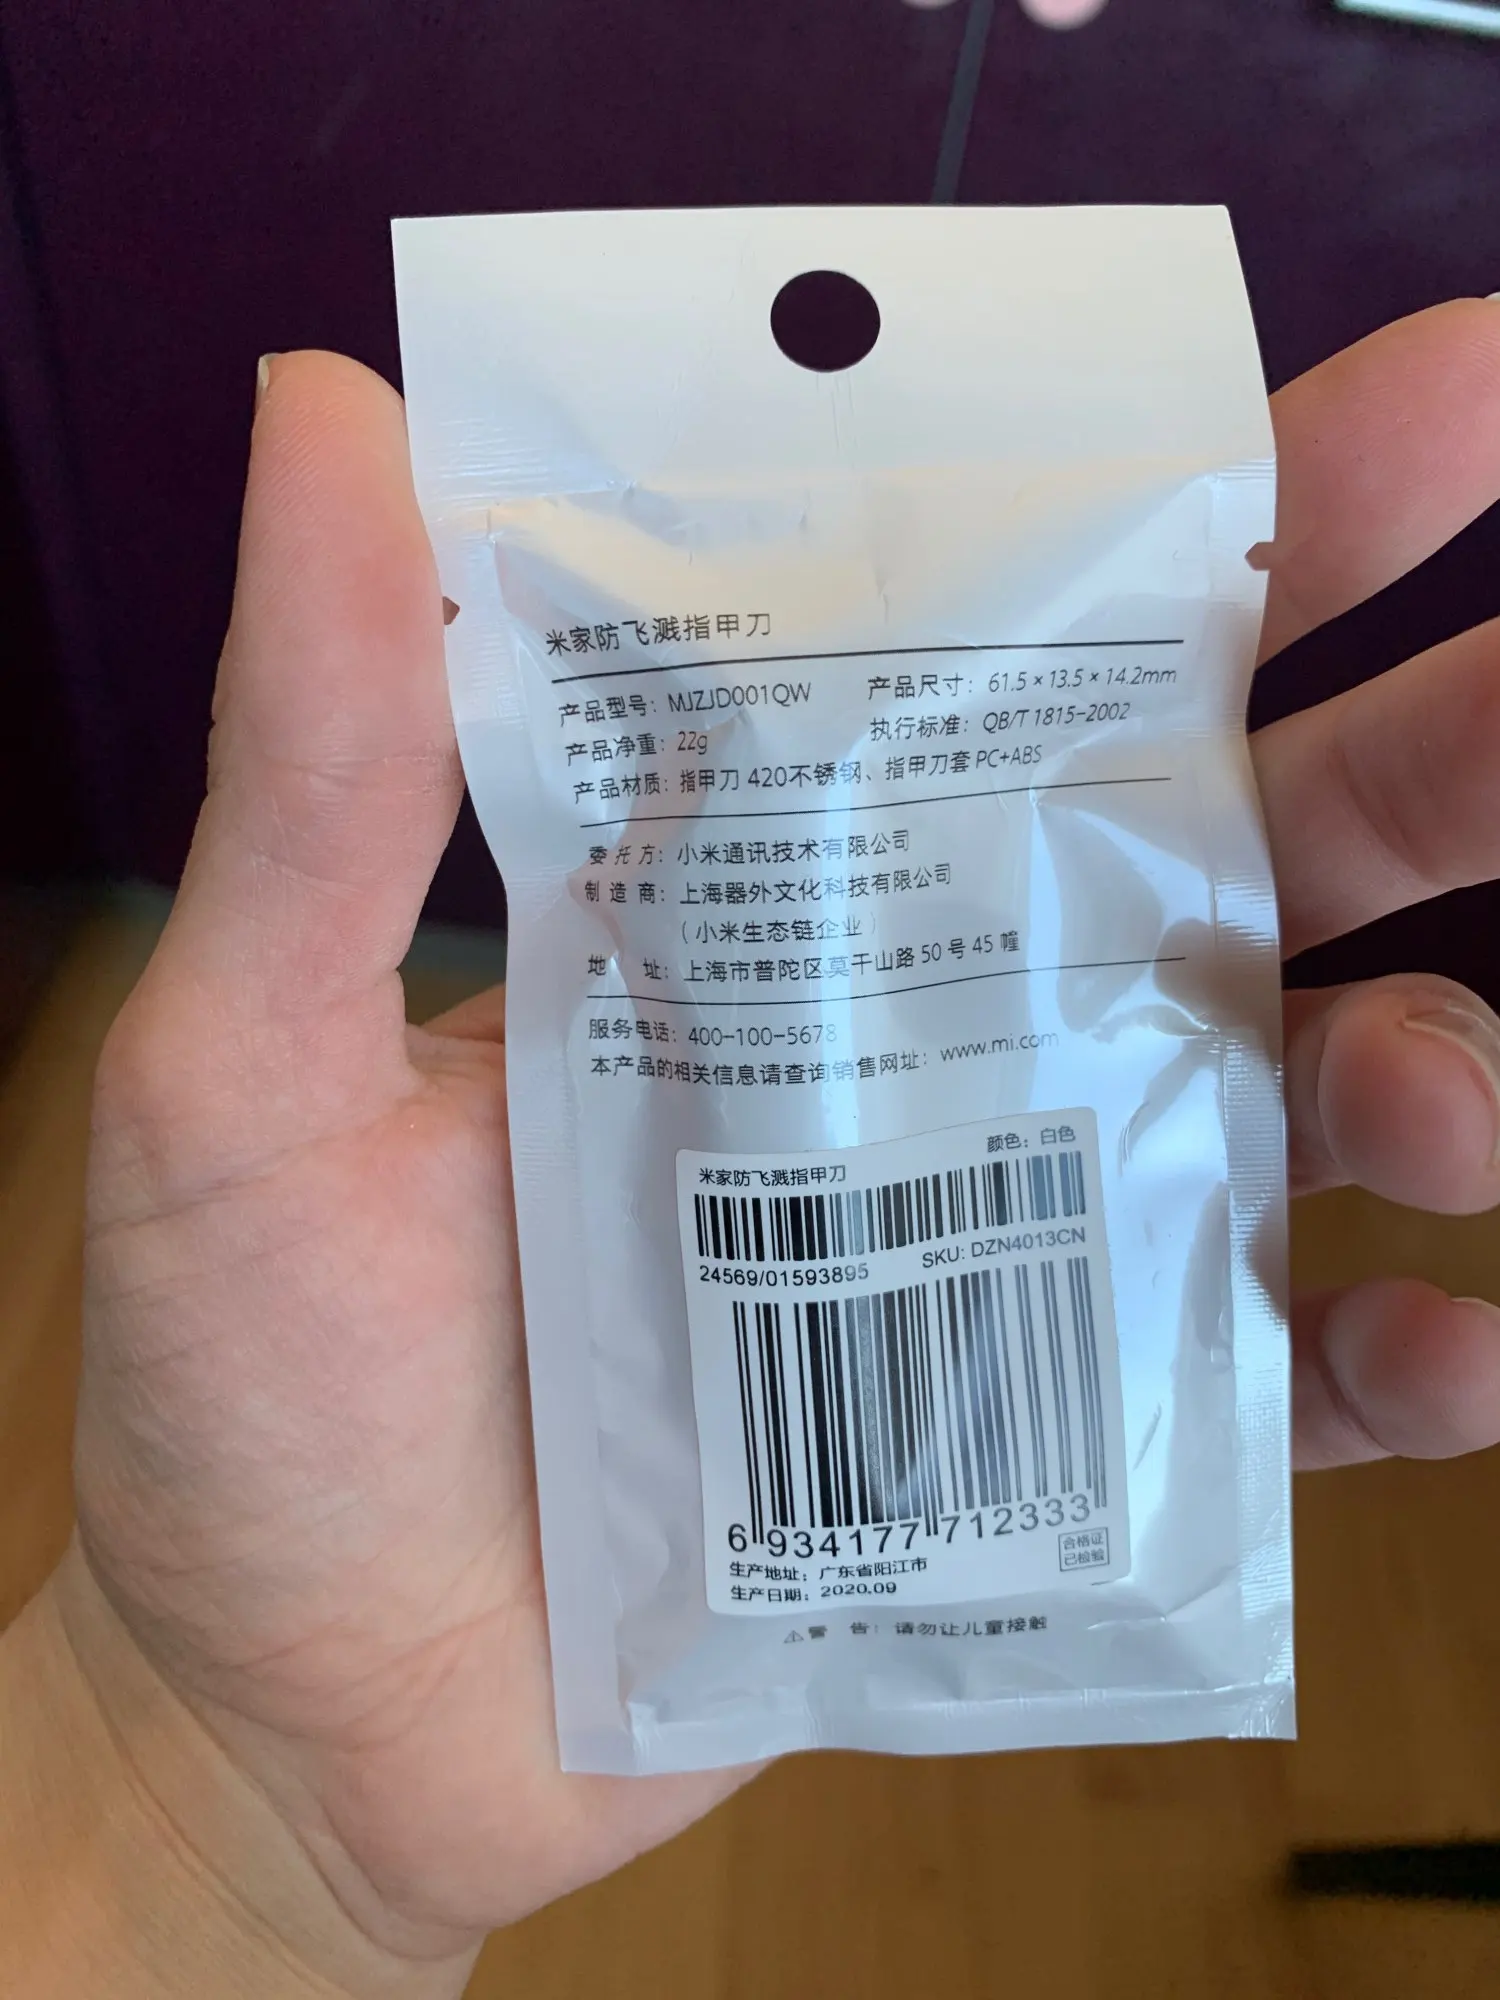 米家防飞溅指甲刀
产品型号：MJZJD001QW 产品尺寸：61.5 × 13.5 × 14.2mm
产品净重：22g 执行标准：QB/T 1815-2002
产品材质：指甲刀 420不锈钢、指甲刀套 PC+ABS
委托方：小米通讯技术有限公司
制造商：上海器外文化科技有限公司
（小米生态链企业）
地址：上海市普陀区莫干山路 50 号 45 幢
服务电话：400-100-5678
本产品的相关信息请查询销售网址：www.mi.com
颜色：白色
米家防飞溅指甲刀
24569/01593895 SKU: DZN4013CN
6 934177 712333
合格证
已检验
生产地址：广东省阳江市
生产日期：2020.09
⚠警 告：请勿让儿童接触